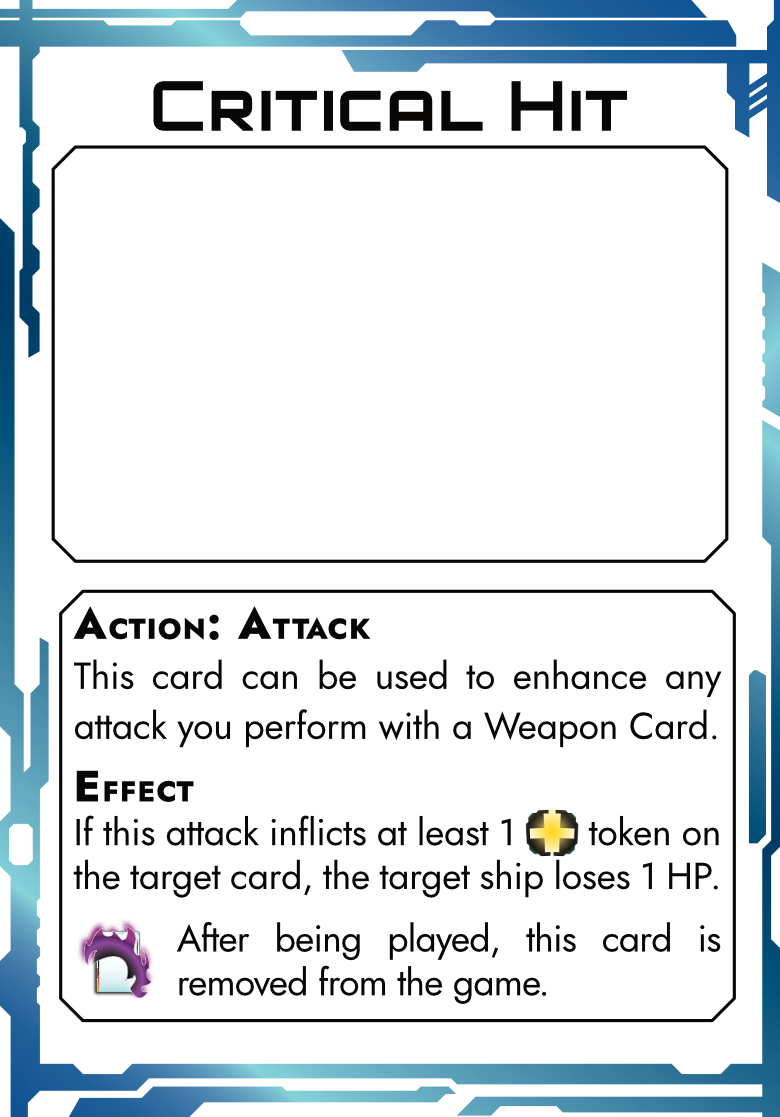 Critical Hit
Action: Attack
This card can be used to enhance any
attack you perform with a Weapon Card.
Effect
If this attack inflicts at least 1 token on
the target card, the target ship loses 1 HP.
After being played, this card is
removed from the game.